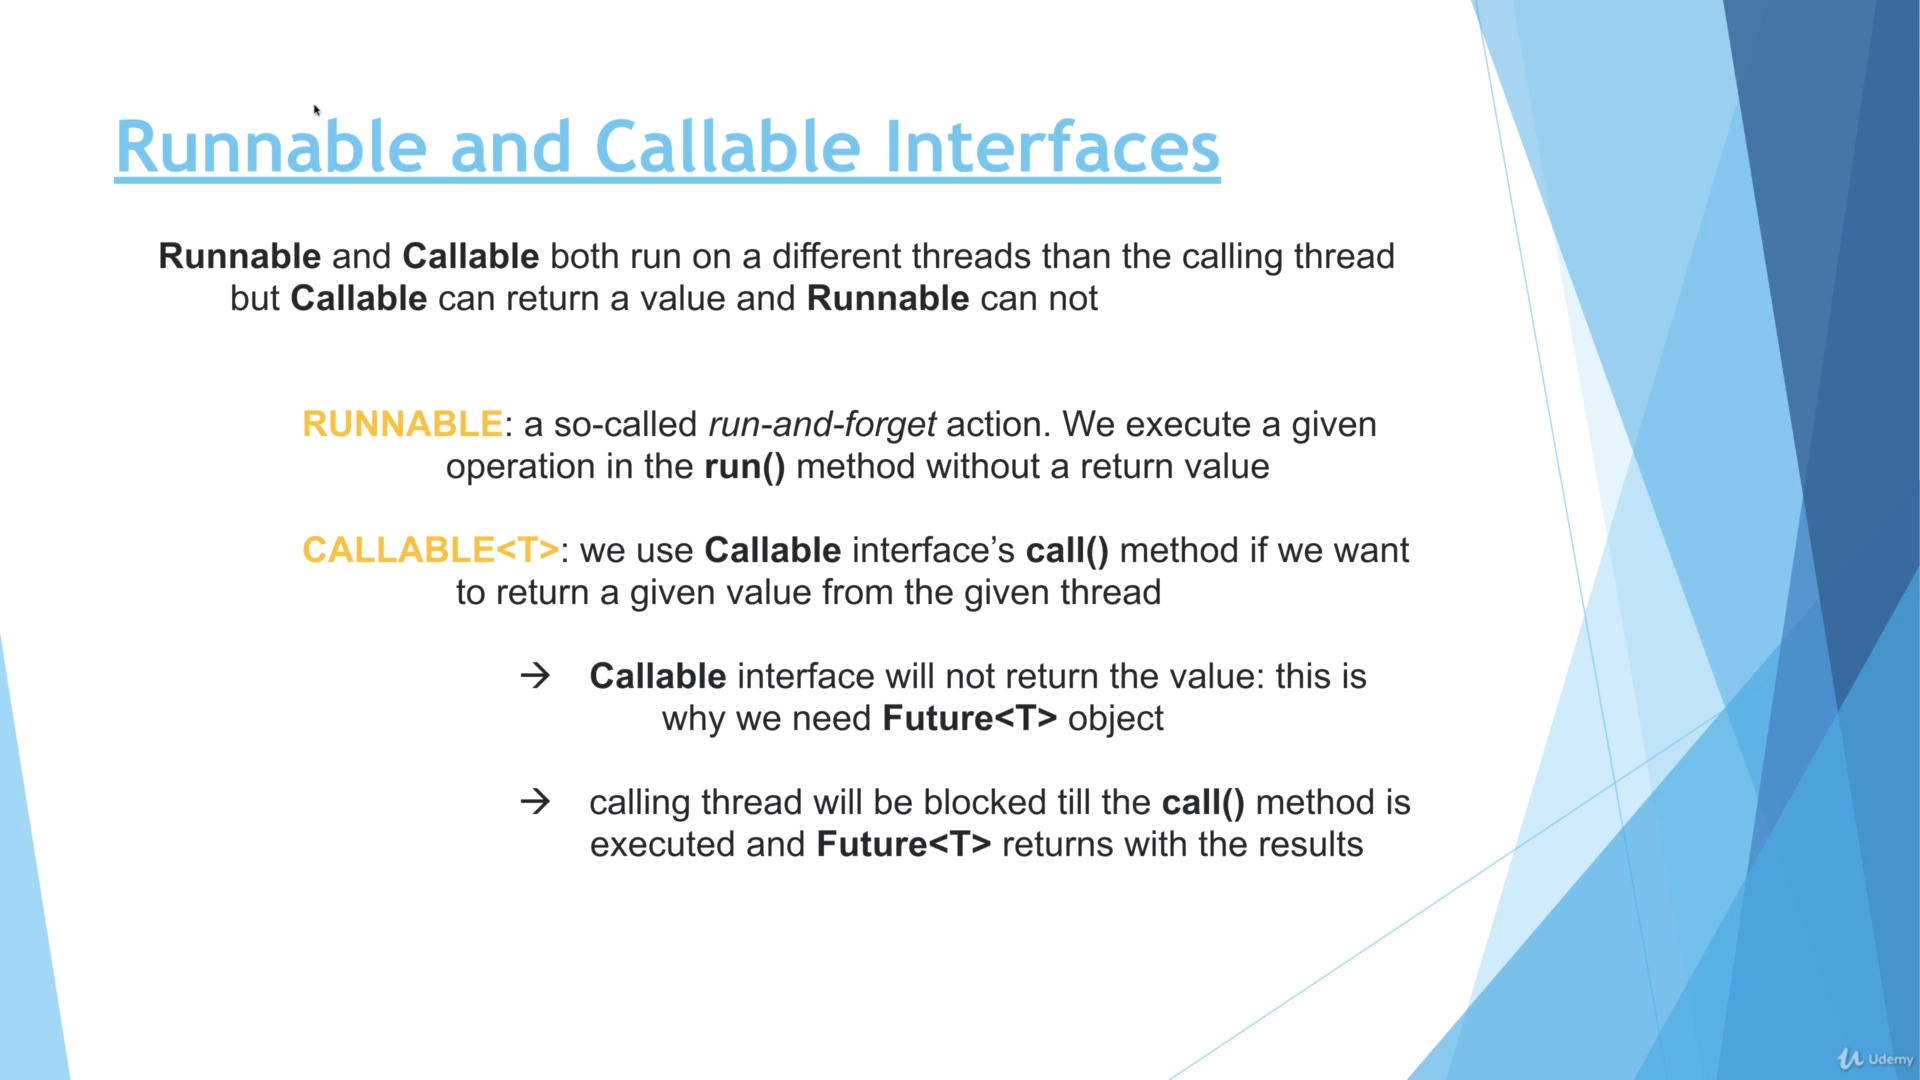 Runnable and Callable Interfaces
Runnable and Callable both run on a different threads than the calling thread
but Callable can return a value and Runnable can not
RUNNABLE: a so-called run-and-forget action. We execute a given
operation in the run() method without a return value
CALLABLE<T>: we use Callable interface’s call() method if we want
to return a given value from the given thread
→ Callable interface will not return the value: this is
why we need Future<T> object
→ calling thread will be blocked till the call() method is
executed and Future<T> returns with the results
Udemy